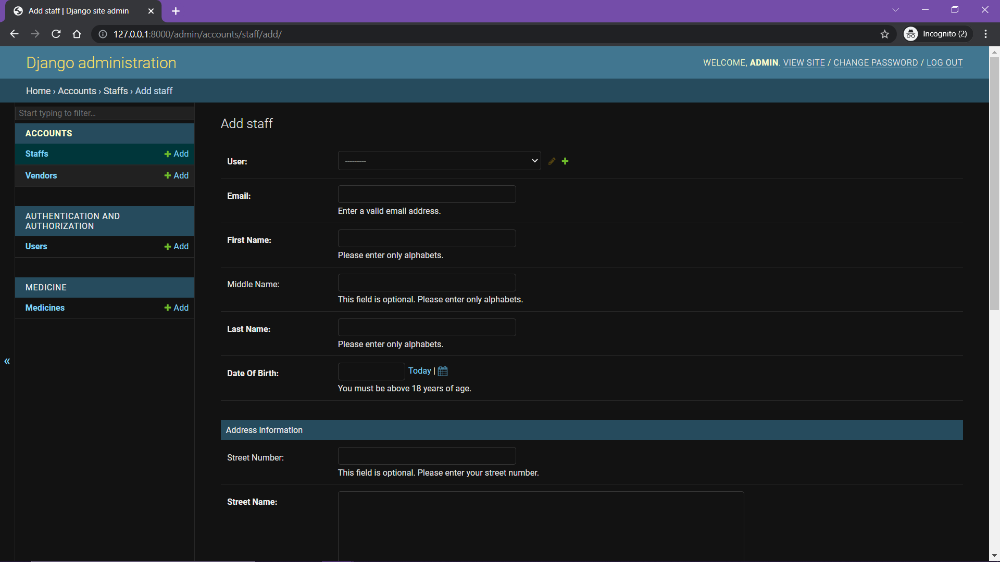 Add staff | Django site admin
127.0.0.1:8000/admin/accounts/staff/add/
Incognito (2)
Django administration
WELCOME, ADMIN. VIEW SITE / CHANGE PASSWORD / LOG OUT
Home › Accounts › Staffs › Add staff
Start typing to filter...
ACCOUNTS
Staffs
Add
Vendors
Add
AUTHENTICATION AND
AUTHORIZATION
Users
Add
MEDICINE
Medicines
Add
«
Add staff
User:
---------
Email:
Enter a valid email address.
First Name:
Please enter only alphabets.
Middle Name:
This field is optional. Please enter only alphabets.
Last Name:
Please enter only alphabets.
Date Of Birth:
Today |
You must be above 18 years of age.
Address information
Street Number:
This field is optional. Please enter your street number.
Street Name: